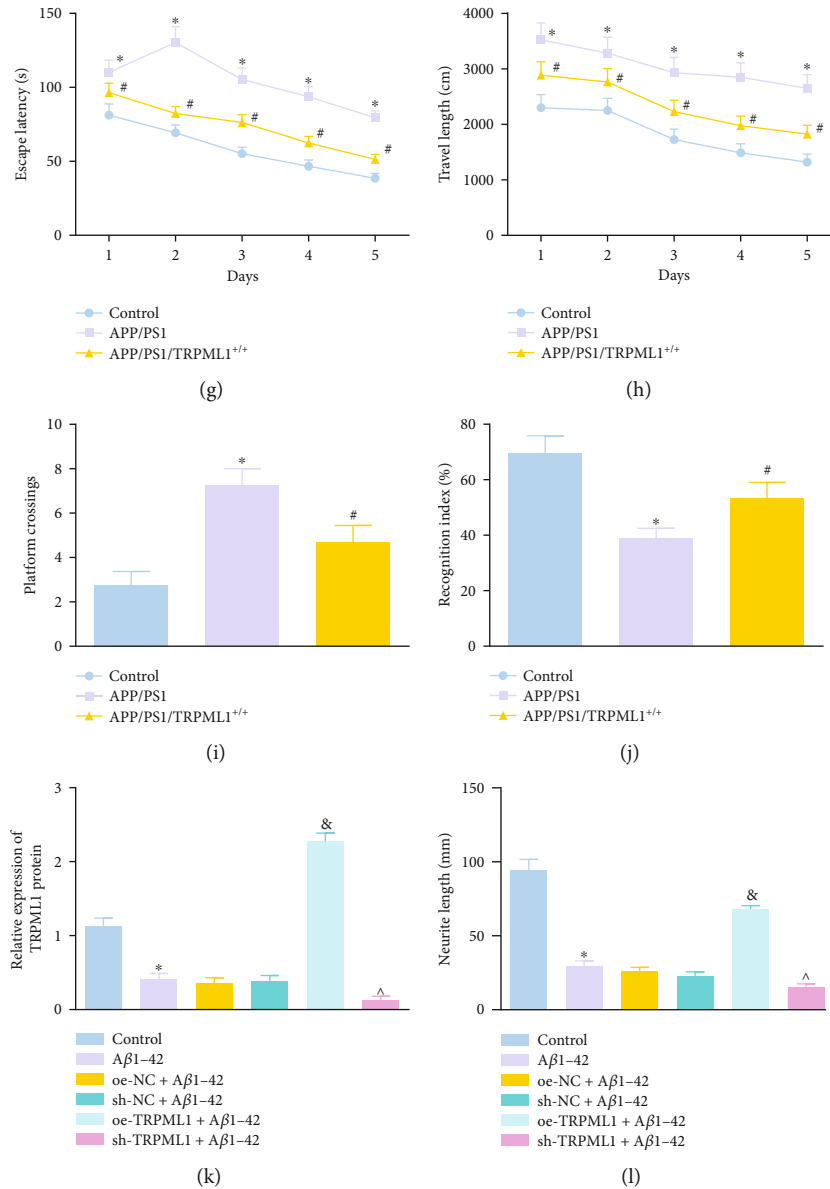 150
100
50
0
Escape latency (s)
*
*
*
*
*
#
#
#
#
#
1 2 3 4 5
Days
Control
APP/PS1
APP/PS1/TRPML1+/+
(g)
4000
3000
2000
1000
0
Travel length (cm)
*
*
*
*
*
#
#
#
#
#
1 2 3 4 5
Days
Control
APP/PS1
APP/PS1/TRPML1+/+
(h)
10
8
6
4
2
0
Platform crossings
*
#
Control
APP/PS1
APP/PS1/TRPML1+/+
(i)
80
60
40
20
0
Recognition index (%)
*
#
Control
APP/PS1
APP/PS1/TRPML1+/+
(j)
3
2
1
0
Relative expression of
TRPML1 protein
*
&
^
Control
Aβ1–42
oe-NC + Aβ1–42
sh-NC + Aβ1–42
oe-TRPML1 + Aβ1–42
sh-TRPML1 + Aβ1–42
(k)
150
100
50
0
Neurite length (mm)
*
&
^
Control
Aβ1–42
oe-NC + Aβ1–42
sh-NC + Aβ1–42
oe-TRPML1 + Aβ1–42
sh-TRPML1 + Aβ1–42
(l)